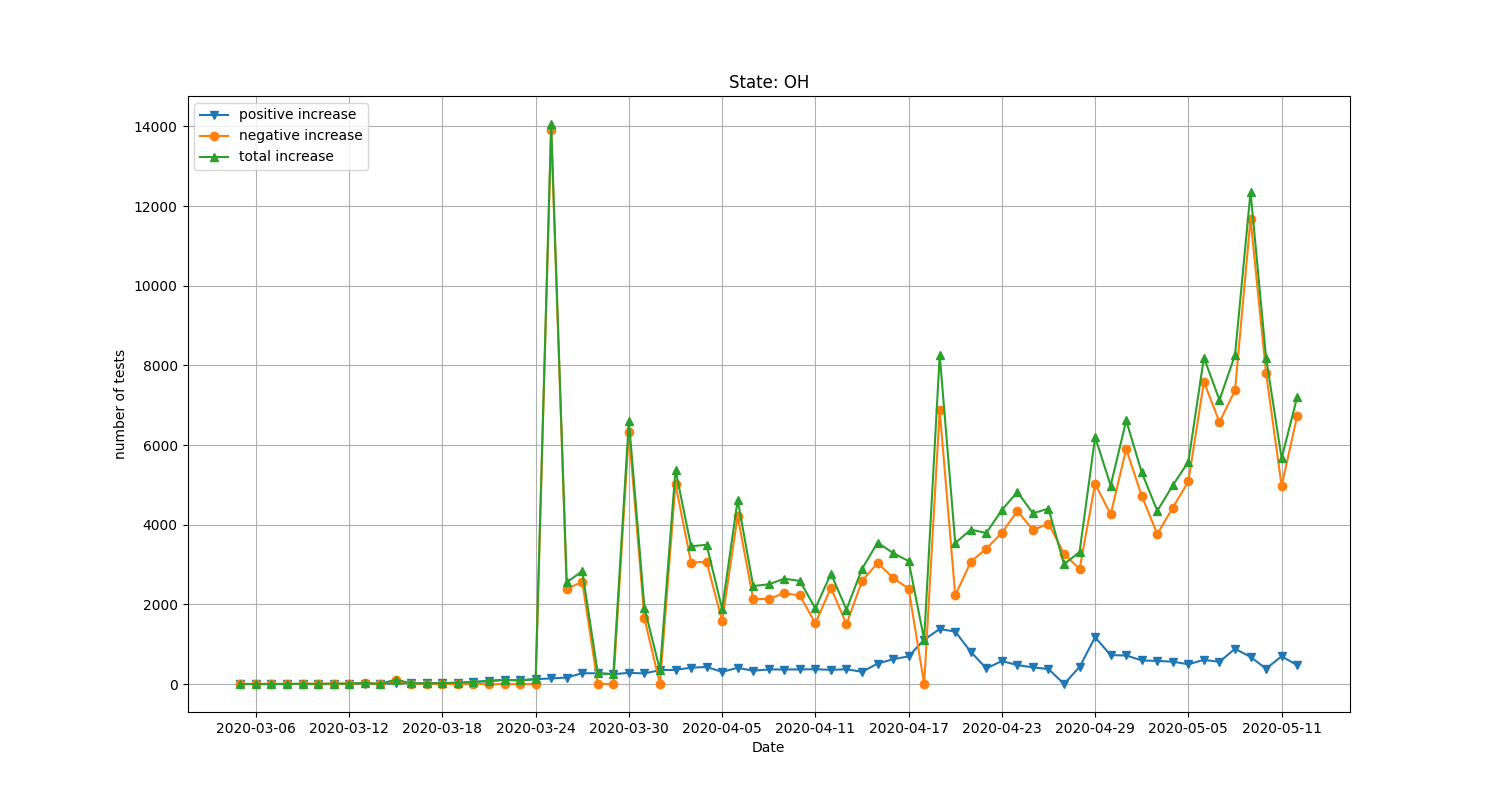 State: OH
positive increase
negative increase
total increase
14000
12000
10000
8000
6000
4000
2000
0
number of tests
2020-03-06 2020-03-12 2020-03-18 2020-03-24 2020-03-30 2020-04-05 2020-04-11 2020-04-17 2020-04-23 2020-04-29 2020-05-05 2020-05-11
Date